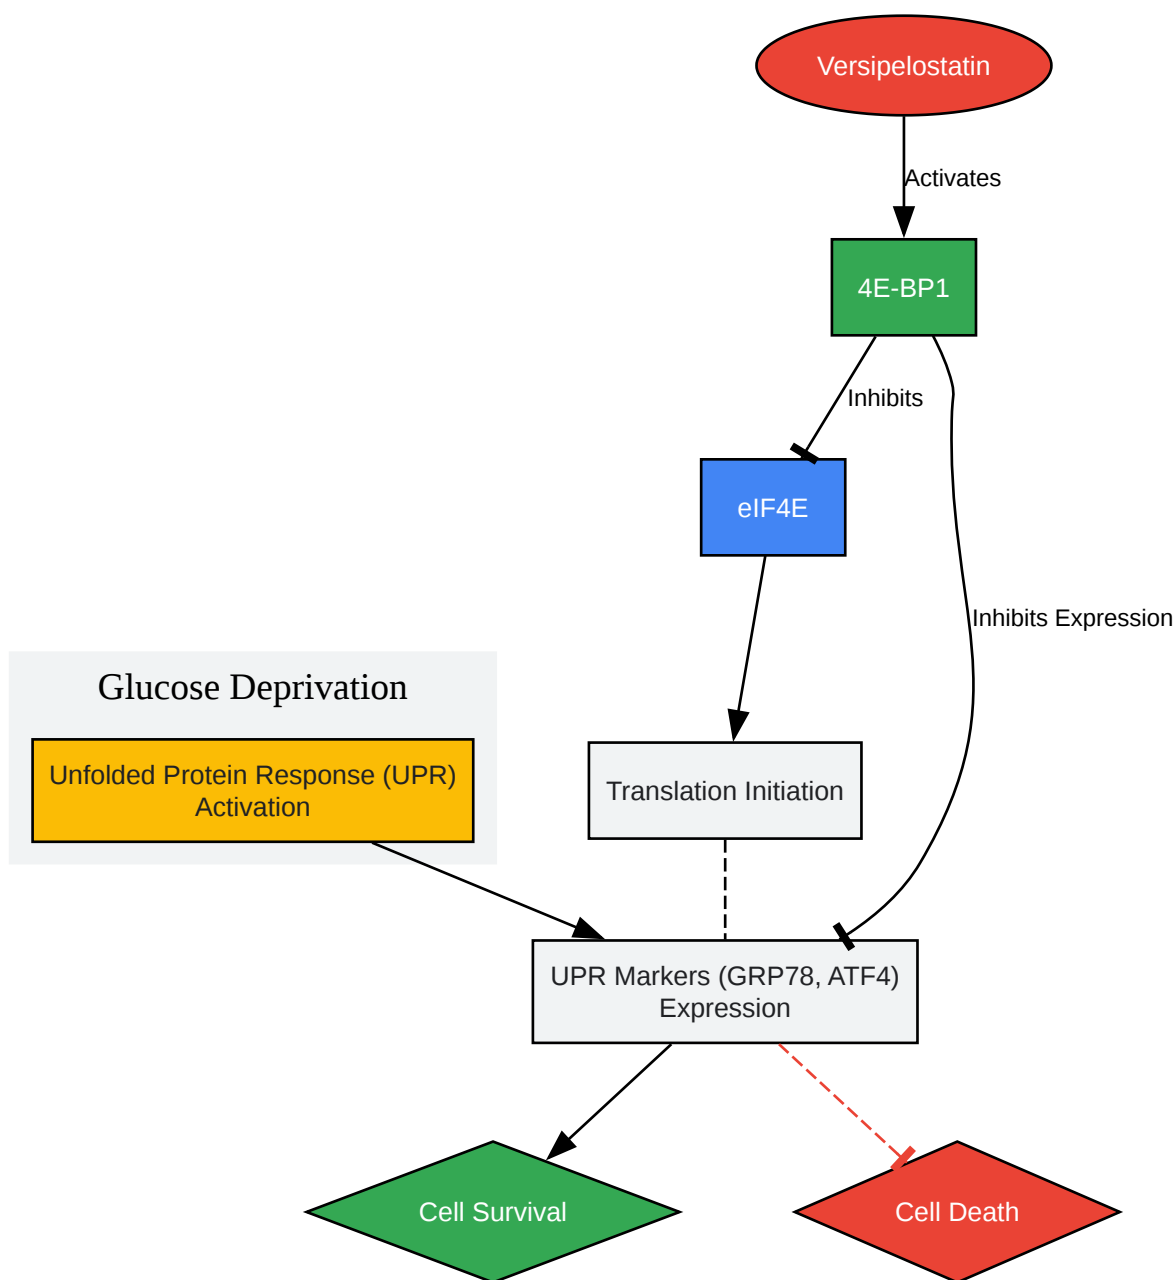 Versipelostatin
Activates
4E-BP1
Inhibits
eIF4E
Inhibits Expression
Glucose Deprivation
Unfolded Protein Response (UPR)
Activation
Translation Initiation
UPR Markers (GRP78, ATF4)
Expression
Cell Survival
Cell Death